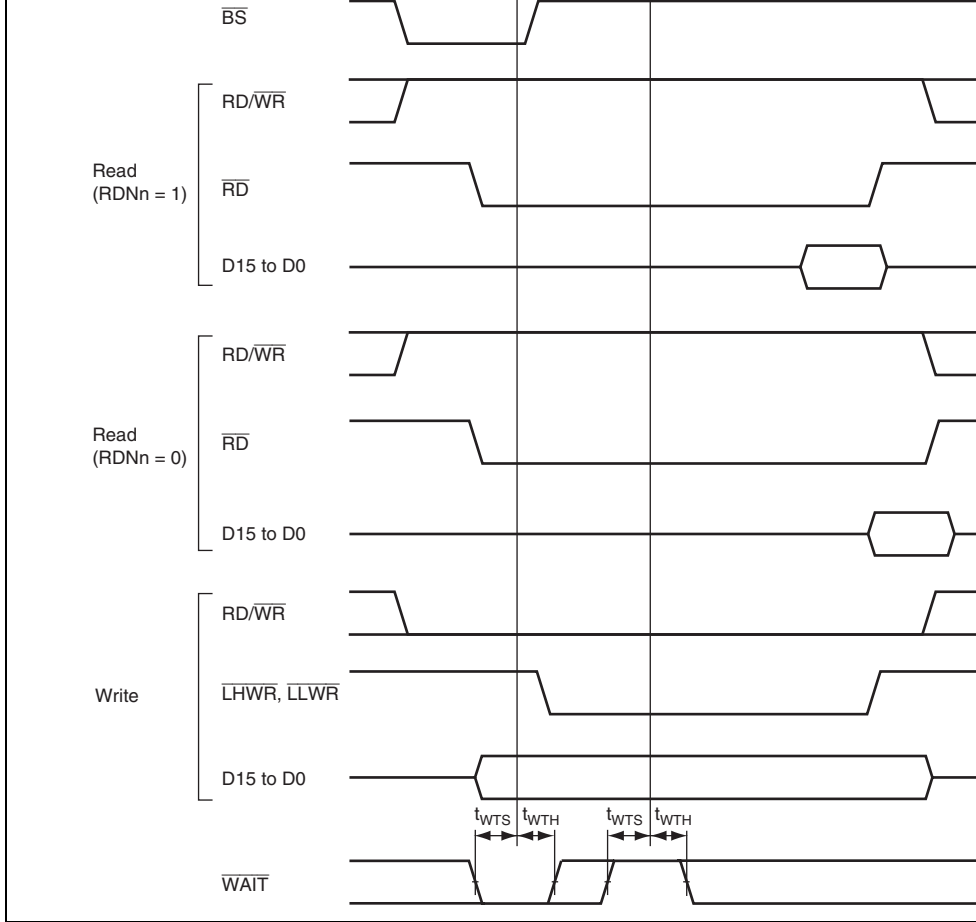 BS
RD/WR
Read
(RDNn = 1)
RD
D15 to D0
RD/WR
Read
(RDNn = 0)
RD
D15 to D0
RD/WR
Write
LHWR, LLWR
D15 to D0
tWTS tWTH tWTS tWTH
WAIT